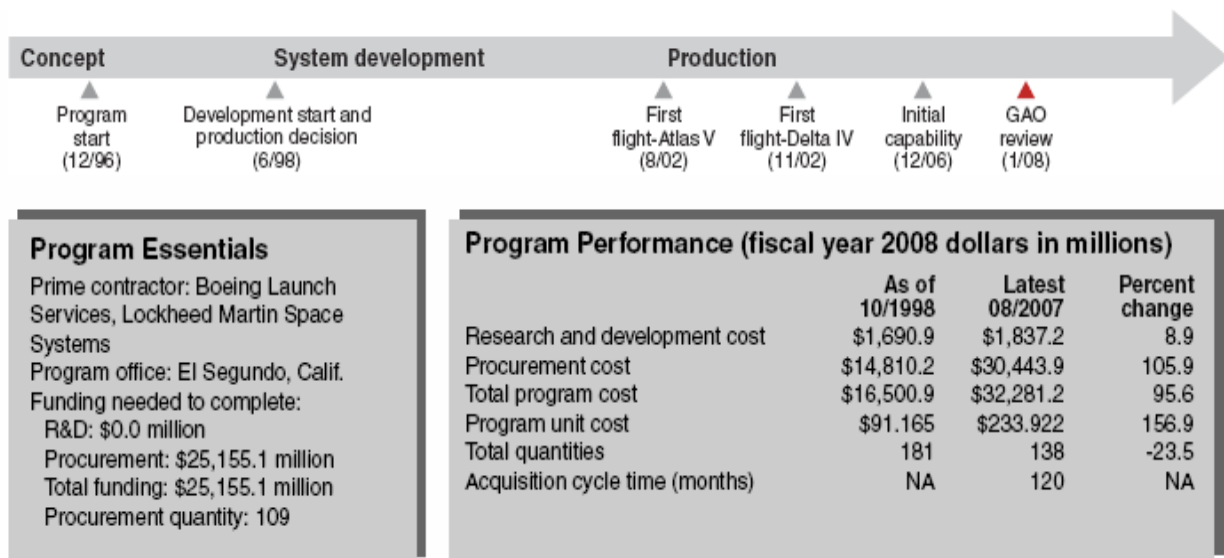 Concept System development Production
Program start (12/96)
Development start and production decision (6/98)
First flight-Atlas V (8/02)
First flight-Delta IV (11/02)
Initial capability (12/06)
GAO review (1/08)
Program Essentials
Prime contractor: Boeing Launch
Services, Lockheed Martin Space
Systems
Program office: El Segundo, Calif.
Funding needed to complete:
R&D: $0.0 million
Procurement: $25,155.1 million
Total funding: $25,155.1 million
Procurement quantity: 109
Program Performance (fiscal year 2008 dollars in millions)
As of 10/1998 Latest 08/2007 Percent change
Research and development cost $1,690.9 $1,837.2 8.9
Procurement cost $14,810.2 $30,443.9 105.9
Total program cost $16,500.9 $32,281.2 95.6
Program unit cost $91.165 $233.922 156.9
Total quantities 181 138 -23.5
Acquisition cycle time (months) NA 120 NA